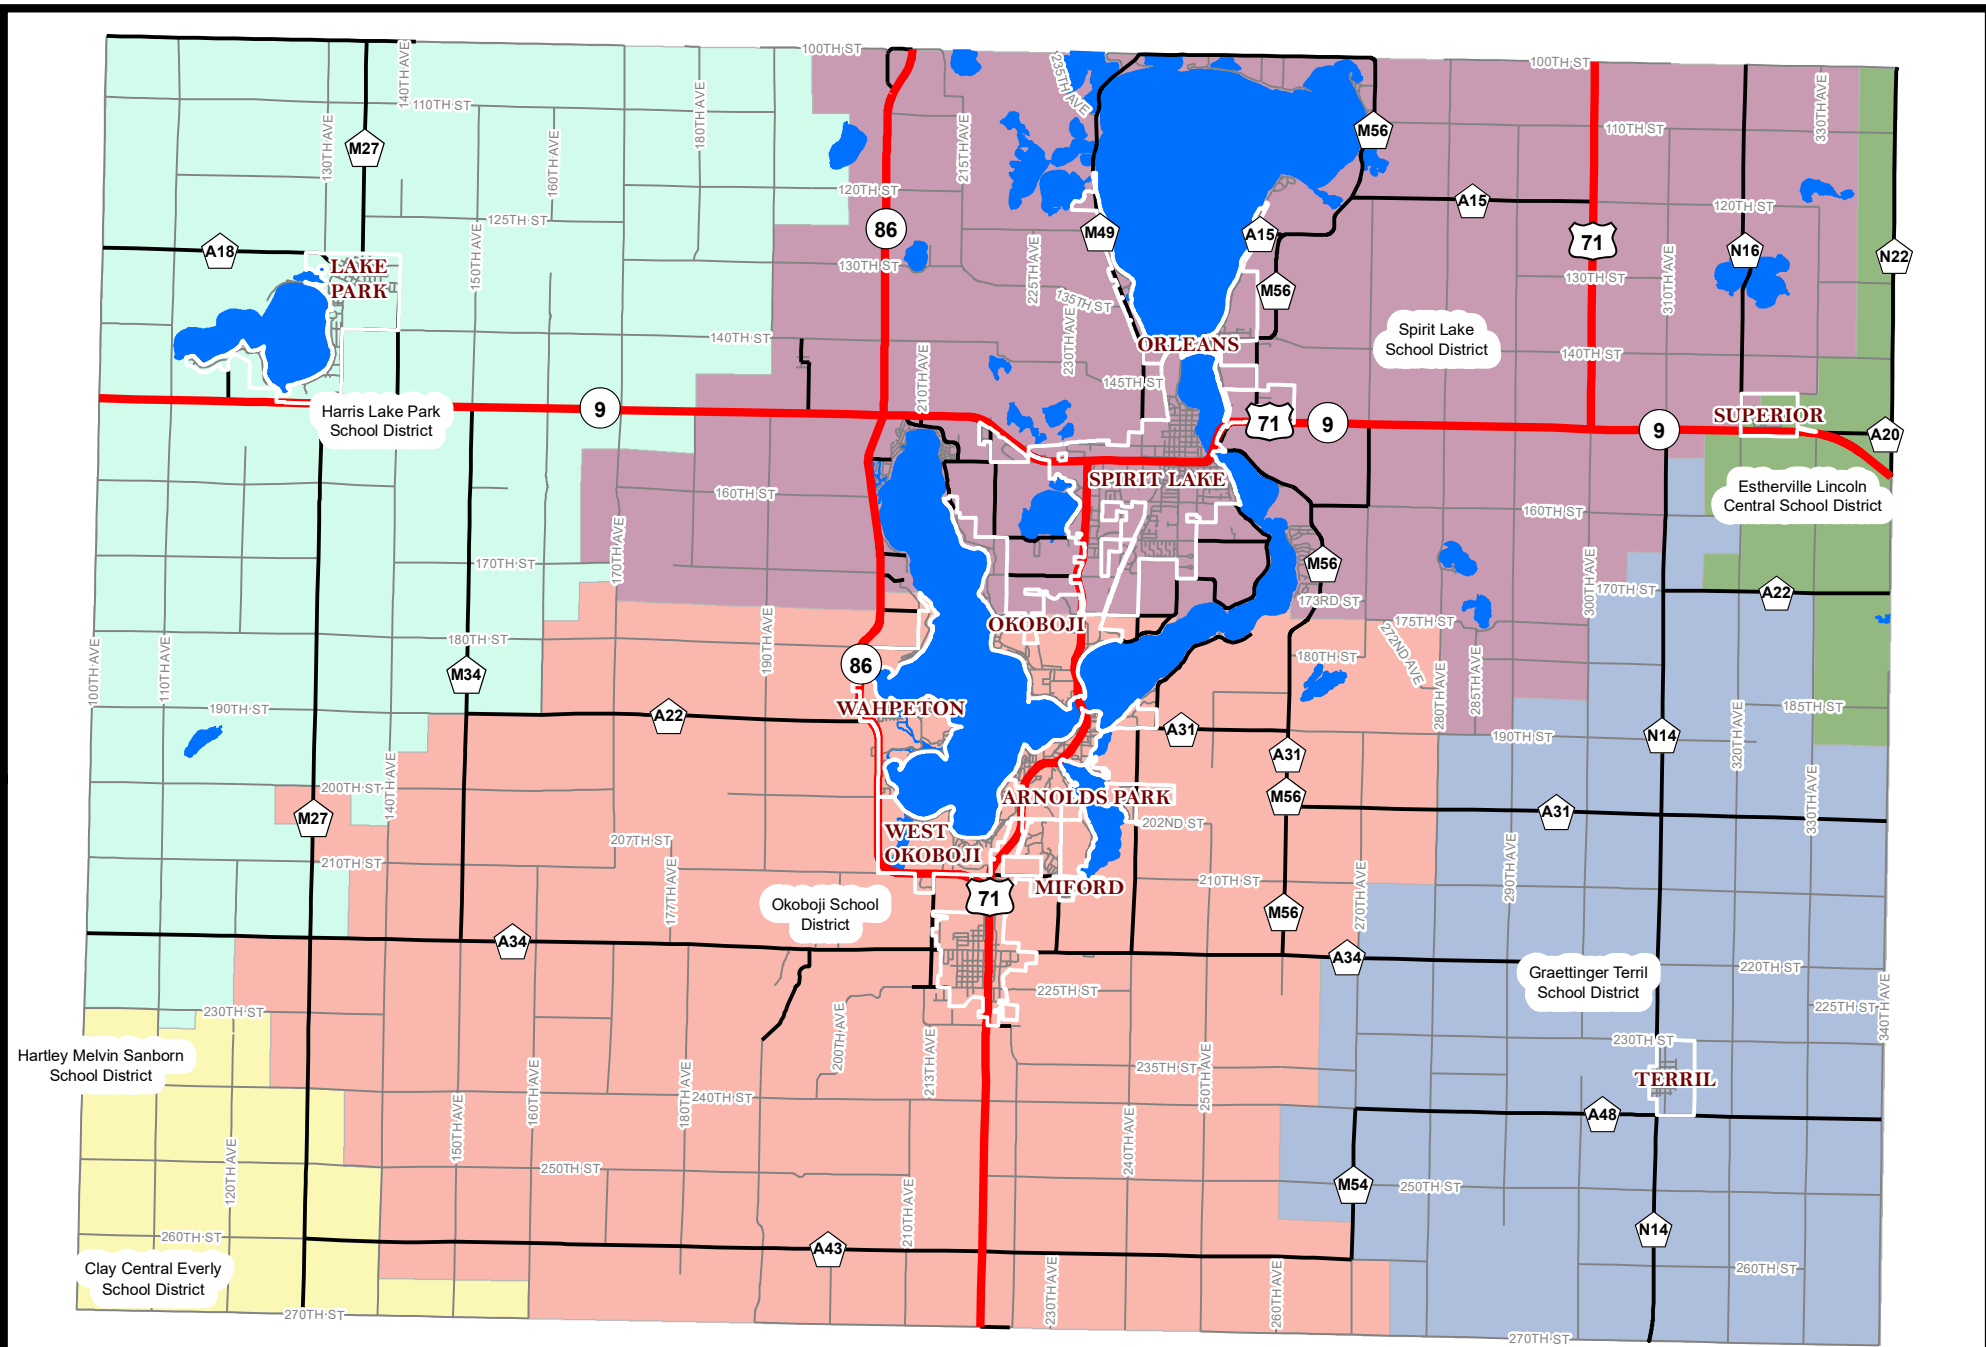 100TH ST
100TH ST
140TH AVE
235TH AVE
110TH ST
130TH AVE
M27
160TH AVE
180TH AVE
215TH AVE
M56
110TH ST
330TH AVE
120TH ST
A15
120TH ST
125TH ST
86
M49
A15
71
N16
N22
A18
150TH AVE
225TH AVE
130TH ST
130TH ST
310TH AVE
LAKE
PARK
135TH ST
M56
140TH ST
230TH AVE
ORLEANS
Spirit Lake
School District
140TH ST
210TH AVE
145TH ST
Harris Lake Park
School District
9
71
9
9
SUPERIOR
A20
SPIRIT LAKE
160TH ST
160TH ST
Estherville Lincoln
Central School District
170TH AVE
170TH ST
M56
300TH AVE
170TH ST
A22
173RD ST
175TH ST
OKOBOJI
190TH AVE
100TH AVE
110TH AVE
180TH ST
M34
86
180TH ST
272ND AVE
280TH AVE
285TH AVE
190TH ST
A22
WAHPETON
A31
A31
190TH ST
N14
320TH AVE
185TH ST
200TH ST
140TH AVE
M27
ARNOLDS PARK
M56
A31
330TH AVE
202ND ST
207TH ST
WEST
OKOBOJI
210TH ST
177TH AVE
MIFORD
210TH ST
270TH AVE
290TH AVE
Okoboji School
District
71
M56
A34
A34
Graettinger Terril
School District
220TH ST
225TH ST
225TH ST
340TH AVE
230TH ST
200TH AVE
213TH AVE
230TH ST
Hartley Melvin Sanborn
School District
160TH AVE
180TH AVE
235TH ST
250TH AVE
TERRIL
240TH ST
A48
150TH AVE
120TH AVE
240TH AVE
250TH ST
M54
250TH ST
210TH AVE
260TH ST
A43
N14
Clay Central Everly
School District
230TH AVE
260TH AVE
260TH ST
270TH ST
270TH ST